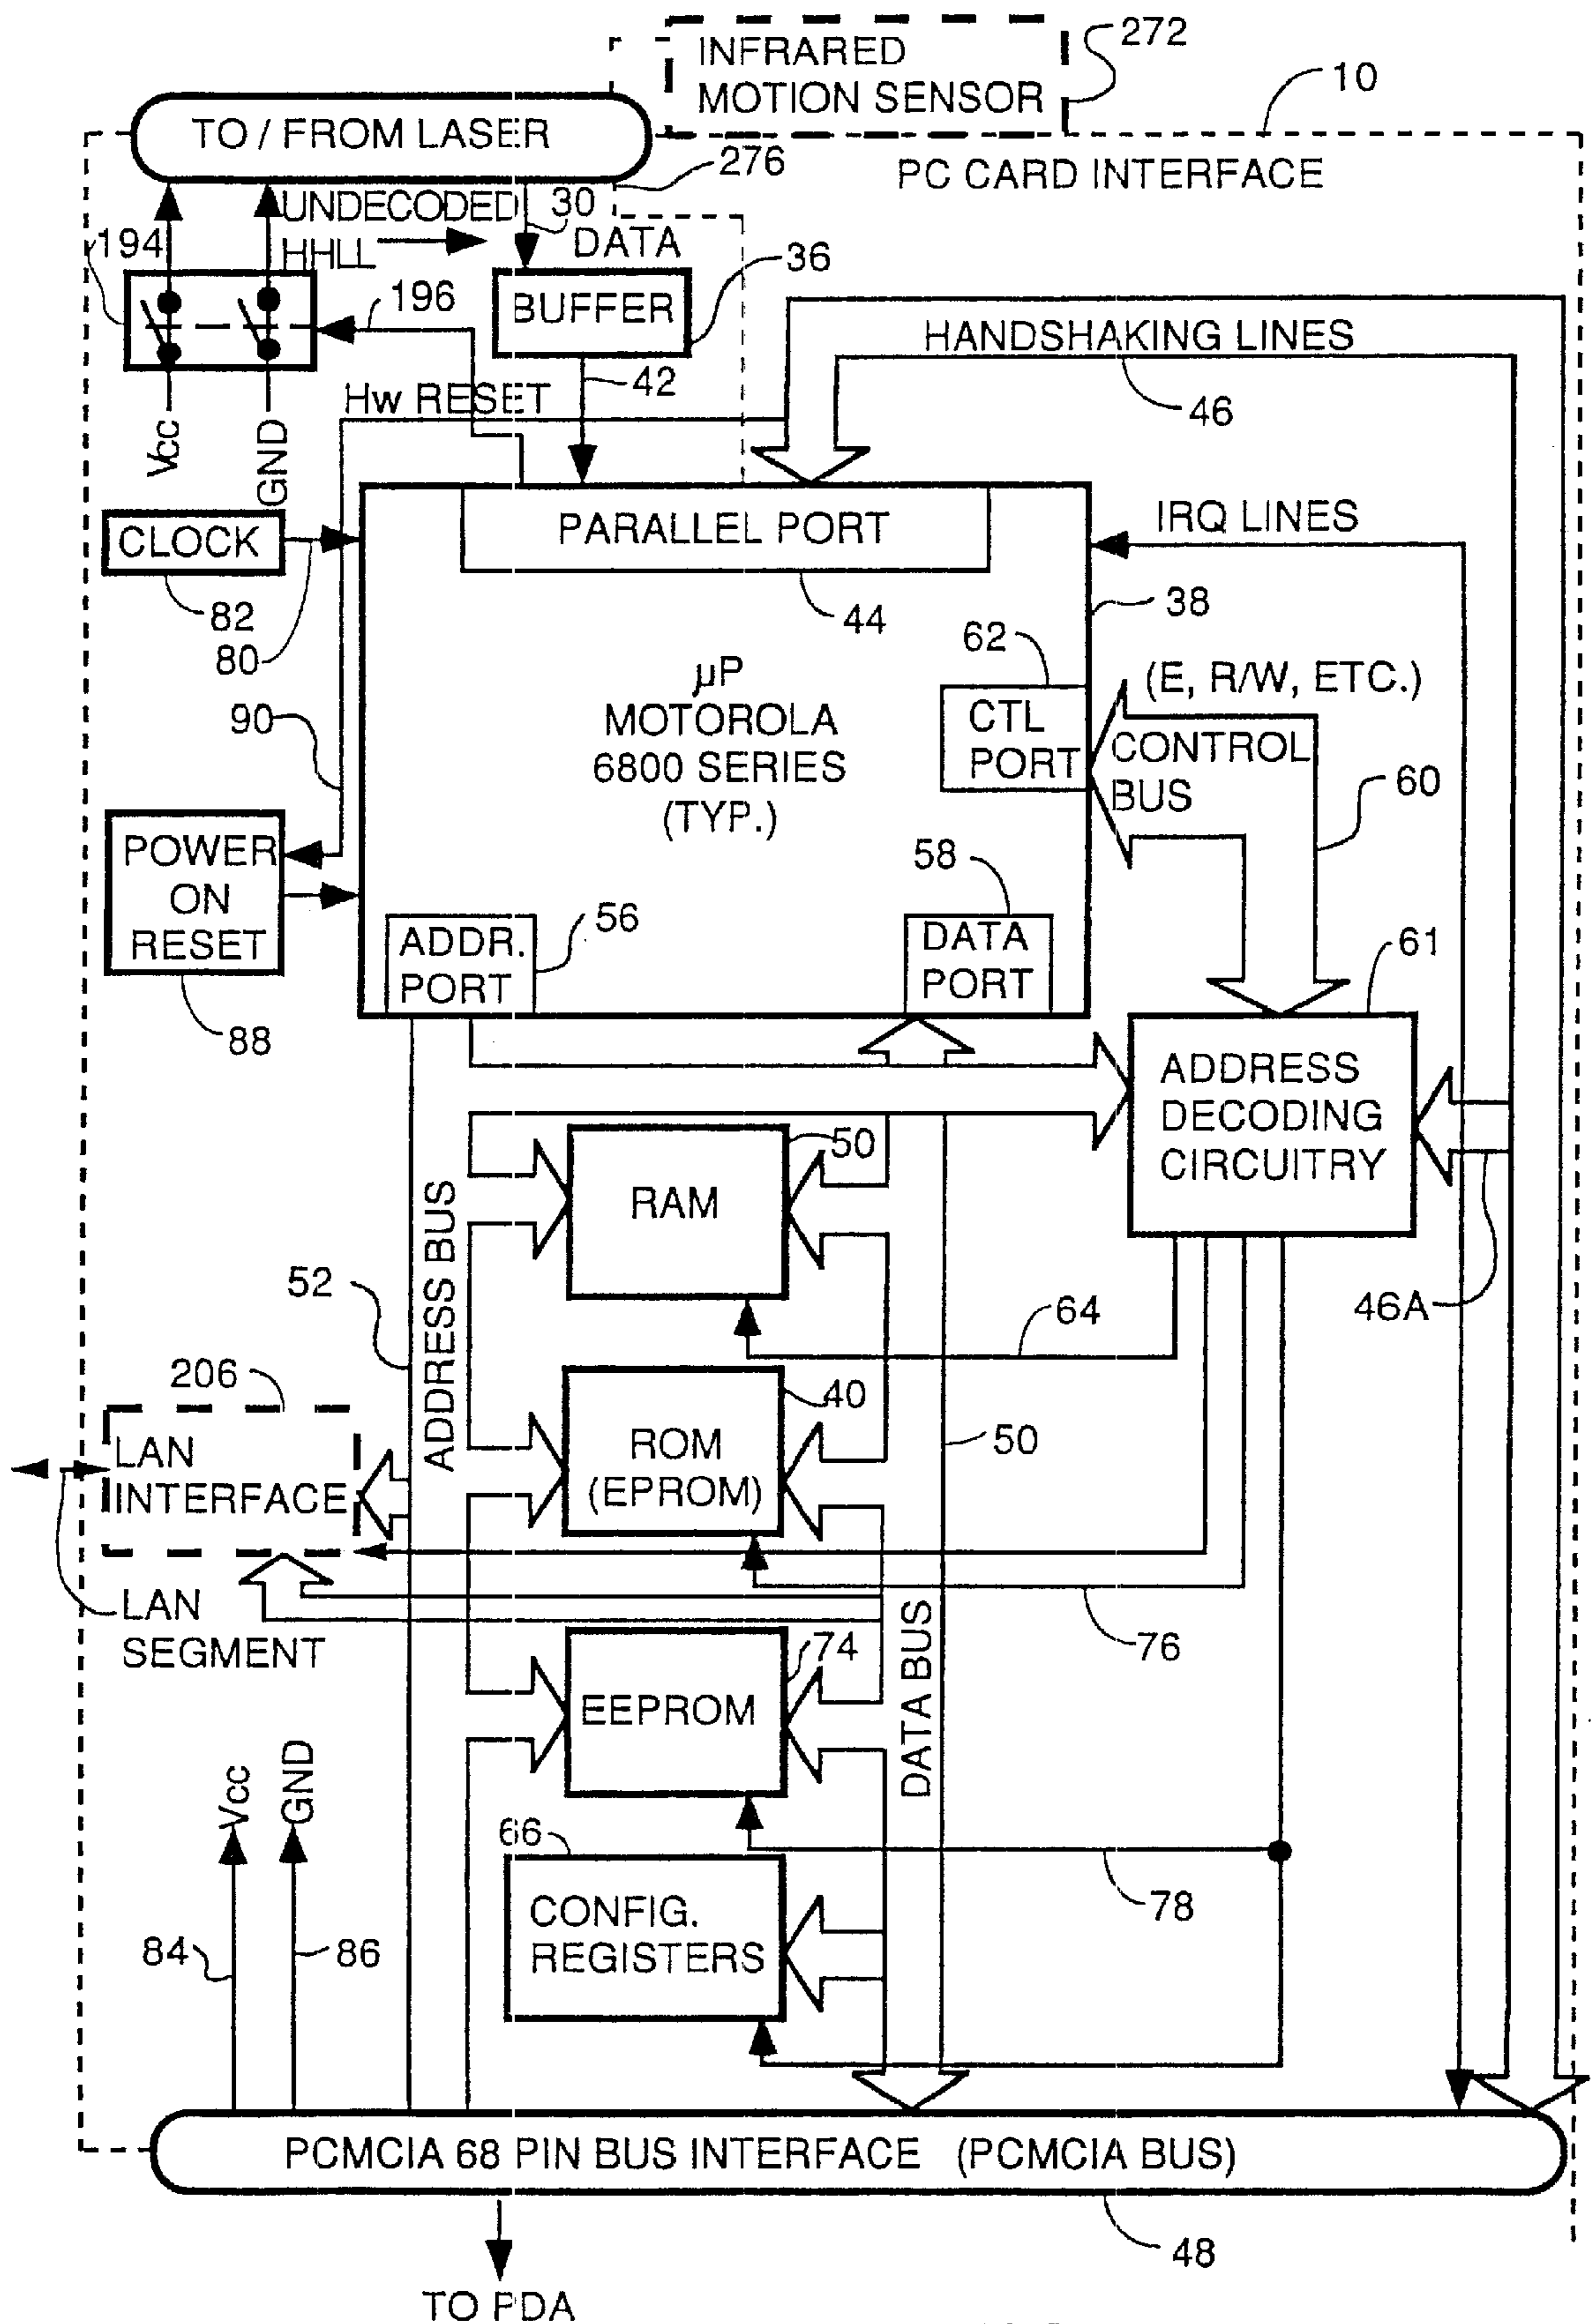 INFRARED
MOTION SENSOR
272
10
TO / FROM LASER
276
PC CARD INTERFACE
UNDECODED
HHLL
30
DATA
194
196
BUFFER
36
HANDSHAKING LINES
42
46
Hw RESET
Vcc
GND
CLOCK
PARALLEL PORT
IRQ LINES
82
44
38
80
62
µP
MOTOROLA
6800 SERIES
(TYP.)
(E, R/W, ETC.)
CTL
PORT
CONTROL
BUS
90
60
POWER
ON
RESET
58
56
61
ADDR.
PORT
DATA
PORT
88
ADDRESS
DECODING
CIRCUITRY
50
RAM
ADDRESS BUS
52
64
46A
206
40
LAN
INTERFACE
ROM
(EPROM)
50
LAN
SEGMENT
76
74
EEPROM
DATA BUS
Vcc
GND
66
78
CONFIG.
REGISTERS
84
86
PCMCIA 68 PIN BUS INTERFACE (PCMCIA BUS)
48
TO PDA